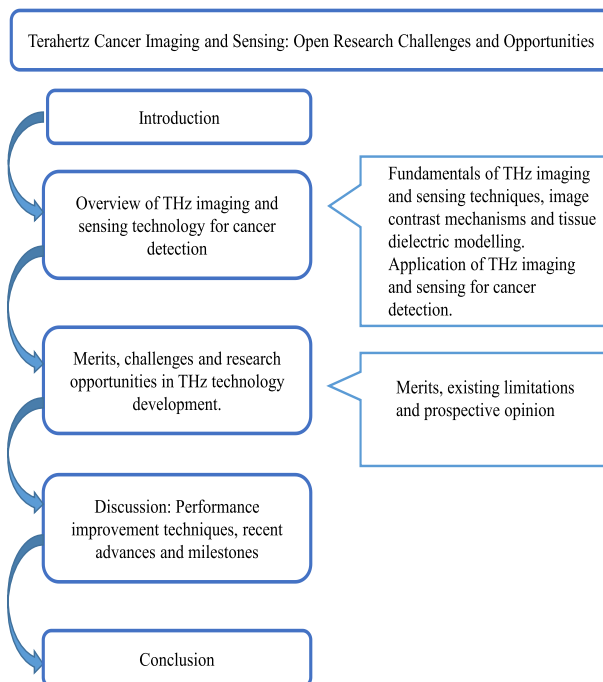 Terahertz Cancer Imaging and Sensing: Open Research Challenges and Opportunities
Introduction
Overview of THz imaging and
sensing technology for cancer
detection
Fundamentals of THz imaging
and sensing techniques, image
contrast mechanisms and tissue
dielectric modelling.
Application of THz imaging
and sensing for cancer
detection.
Merits, challenges and research
opportunities in THz technology
development.
Merits, existing limitations
and prospective opinion
Discussion: Performance
improvement techniques, recent
advances and milestones
Conclusion